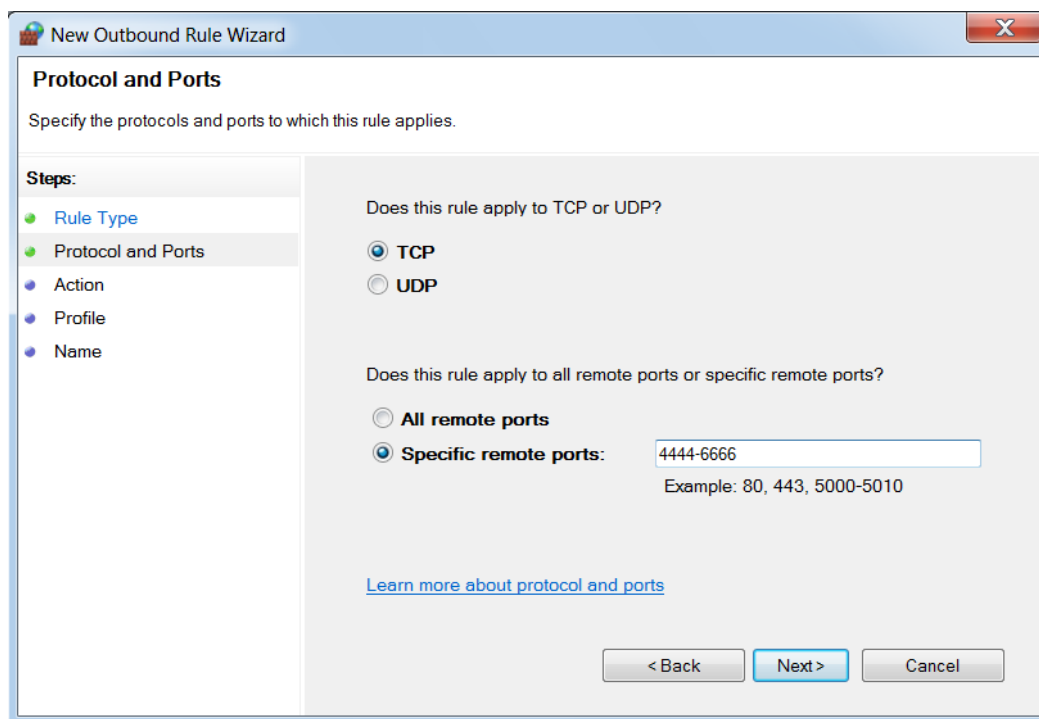 New Outbound Rule Wizard
X
Protocol and Ports
Specify the protocols and ports to which this rule applies.
Steps:
Rule Type
Protocol and Ports
Action
Profile
Name
Does this rule apply to TCP or UDP?
TCP
UDP
Does this rule apply to all remote ports or specific remote ports?
All remote ports
Specific remote ports: 4444-6666
Example: 80, 443, 5000-5010
Learn more about protocol and ports
< Back Next > Cancel